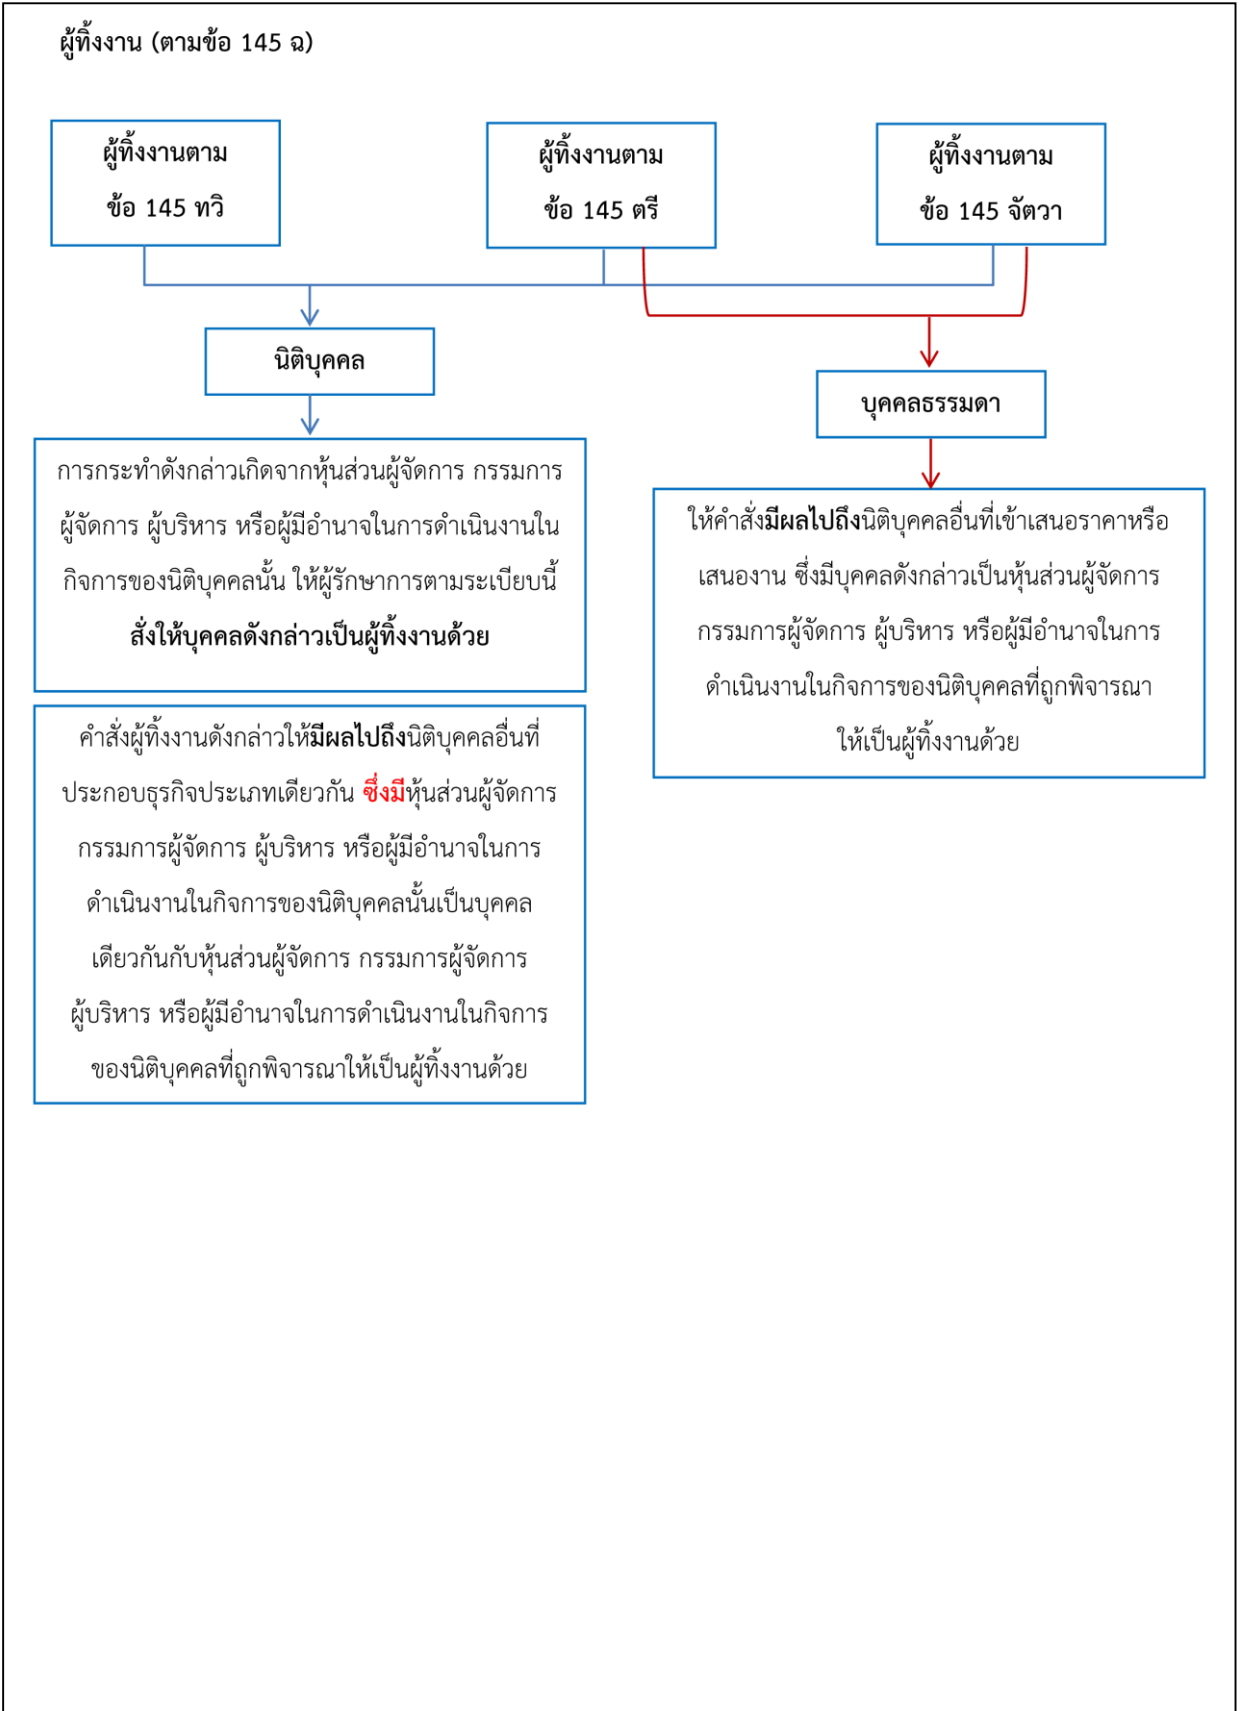 ผู้ทิ้งงาน (ตามข้อ 145 ฉ)
ผู้ทิ้งงานตาม
ข้อ 145 ทวิ
ผู้ทิ้งงานตาม
ข้อ 145 ตรี
ผู้ทิ้งงานตาม
ข้อ 145 จัตวา
นิติบุคคล
การกระทำดังกล่าวเกิดจากหุ้นส่วนผู้จัดการ กรรมการ
ผู้จัดการ ผู้บริหาร หรือผู้มีอำนาจในการดำเนินงานใน
กิจการของนิติบุคคลนั้น ให้ผู้รักษาการตามระเบียบนี้
สั่งให้บุคคลดังกล่าวเป็นผู้ทิ้งงานด้วย
คำสั่งผู้ทิ้งงานดังกล่าวให้มีผลไปถึงนิติบุคคลอื่นที่
ประกอบธุรกิจประเภทเดียวกัน ซึ่งมีหุ้นส่วนผู้จัดการ
กรรมการผู้จัดการ ผู้บริหาร หรือผู้มีอำนาจในการ
ดำเนินงานในกิจการของนิติบุคคลนั้นเป็นบุคคล
เดียวกันกับหุ้นส่วนผู้จัดการ กรรมการผู้จัดการ
ผู้บริหาร หรือผู้มีอำนาจในการดำเนินงานในกิจการ
ของนิติบุคคลที่ถูกพิจารณาให้เป็นผู้ทิ้งงานด้วย
บุคคลธรรมดา
ให้คำสั่งมีผลไปถึงนิติบุคคลอื่นที่เข้าเสนอราคาหรือ
เสนองาน ซึ่งมีบุคคลดังกล่าวเป็นหุ้นส่วนผู้จัดการ
กรรมการผู้จัดการ ผู้บริหาร หรือผู้มีอำนาจในการ
ดำเนินงานในกิจการของนิติบุคคลที่ถูกพิจารณา
ให้เป็นผู้ทิ้งงานด้วย